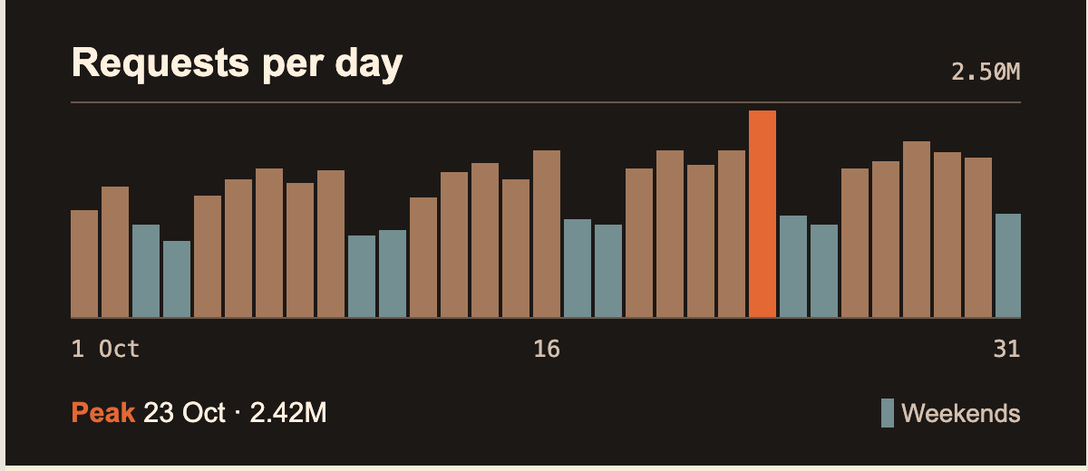 Requests per day
2.50M
1 Oct
16
31
Peak 23 Oct · 2.42M
Weekends